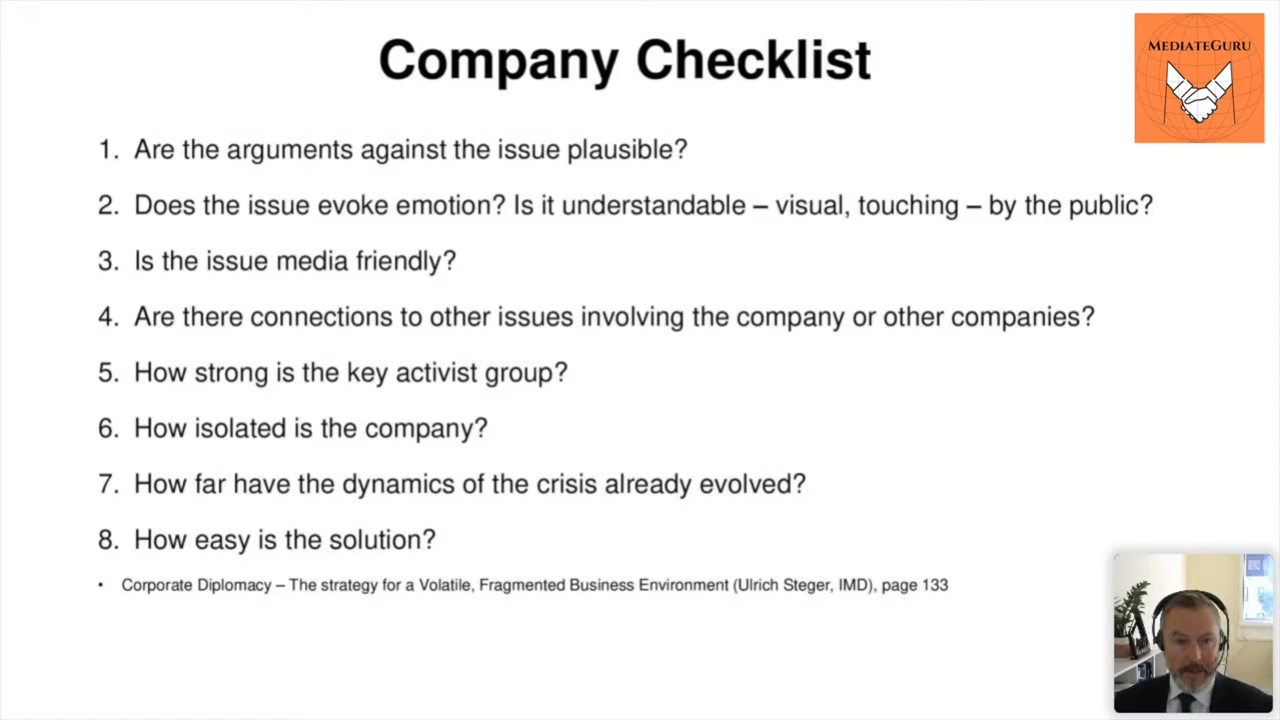 Company Checklist
MEDIATEGURU
1. Are the arguments against the issue plausible?
2. Does the issue evoke emotion? Is it understandable – visual, touching – by the public?
3. Is the issue media friendly?
4. Are there connections to other issues involving the company or other companies?
5. How strong is the key activist group?
6. How isolated is the company?
7. How far have the dynamics of the crisis already evolved?
8. How easy is the solution?
• Corporate Diplomacy – The strategy for a Volatile, Fragmented Business Environment (Ulrich Steger, IMD), page 133